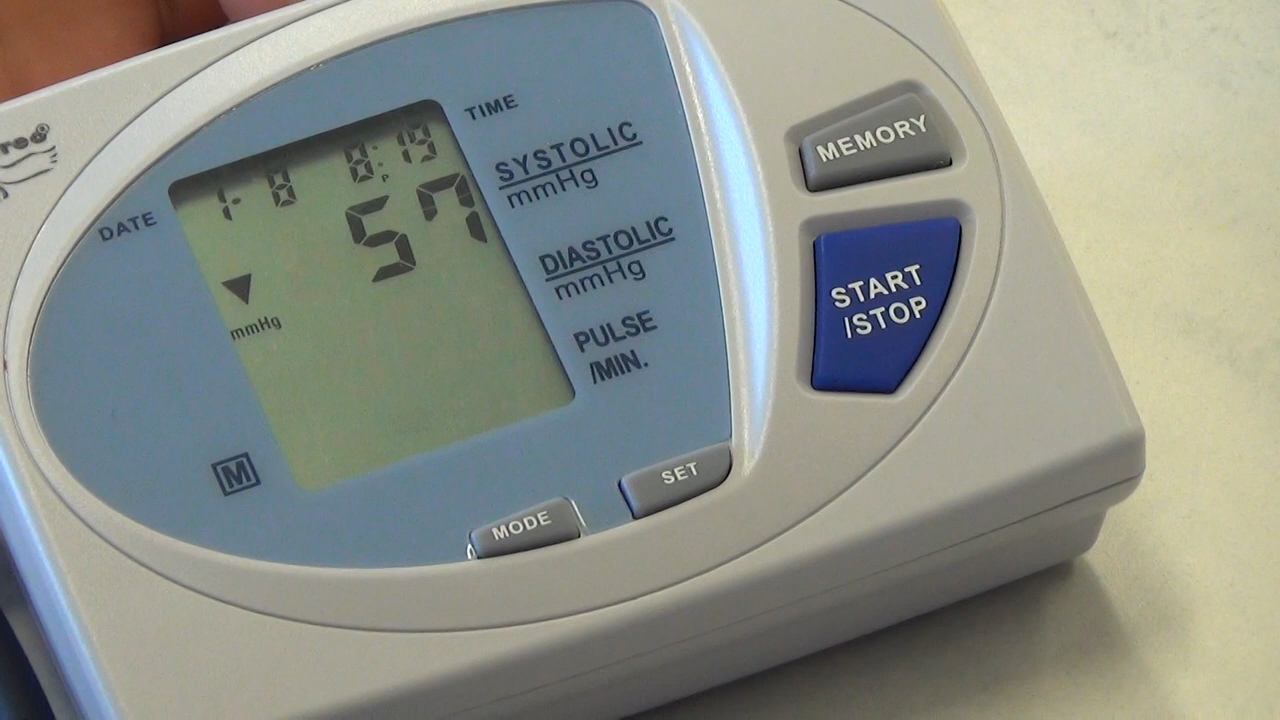 TIME
8:19
P
DATE
1- 8
SYSTOLIC
mmHg
57
DIASTOLIC
mmHg
mmHg
PULSE
/MIN.
M
MODE
SET
MEMORY
START
/STOP